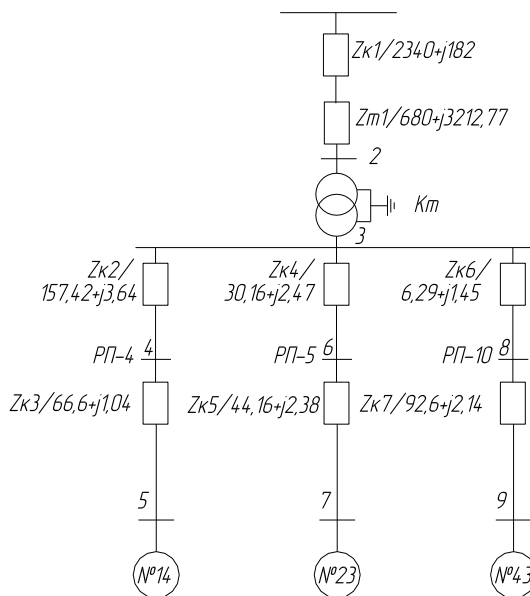 Zк1/2340+j182
Zт1/680+j3212,77
2
Кт
3
Zк2/
157,42+j3,64
Zк4/
30,16+j2,47
Zк6/
6,29+j1,45
РП-4
4
РП-5
6
РП-10
8
Zк3/66,6+j1,04
Zк5/44,16+j2,38
Zк7/92,6+j2,14
5
7
9
№14
№23
№43